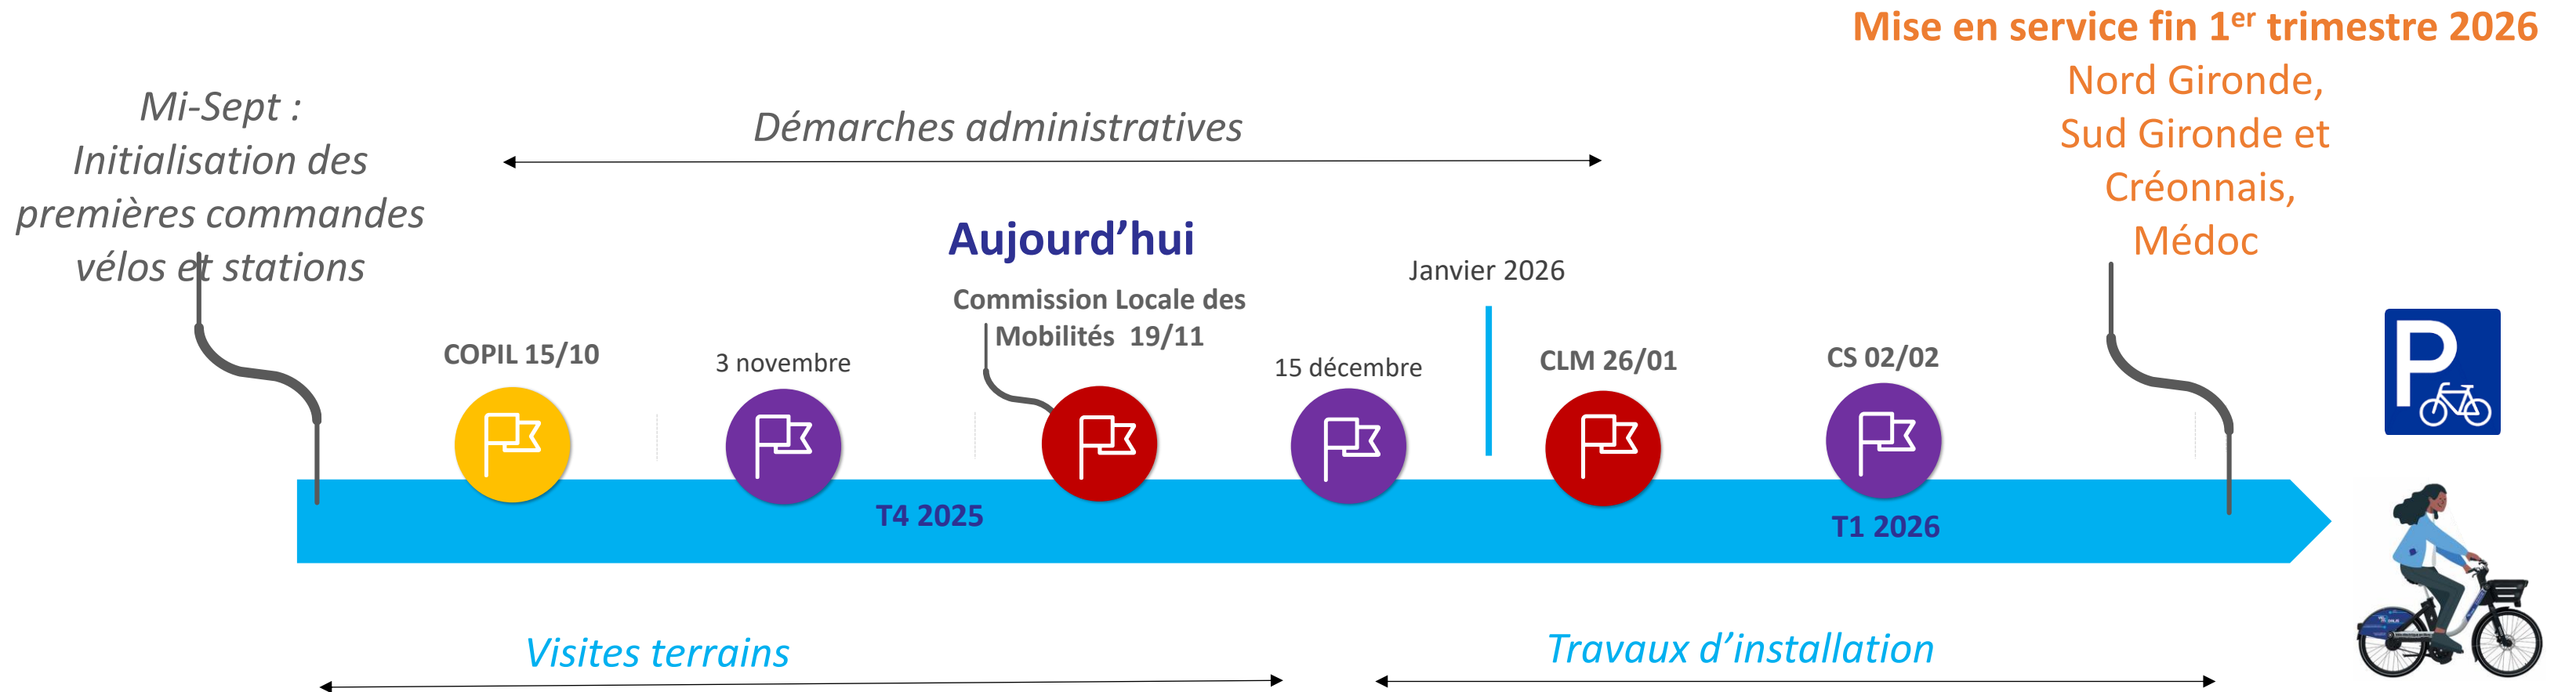 Mise en service fin 1er trimestre 2026
Nord Gironde,
Sud Gironde et
Créonnais,
Médoc
Mi-Sept :
Initialisation des
premières commandes
vélos et stations
Démarches administratives
Aujourd’hui
Commission Locale des
Mobilités 19/11
Janvier 2026
COPIL 15/10
3 novembre
15 décembre
CLM 26/01
CS 02/02
P
T4 2025
T1 2026
Visites terrains
Travaux d’installation